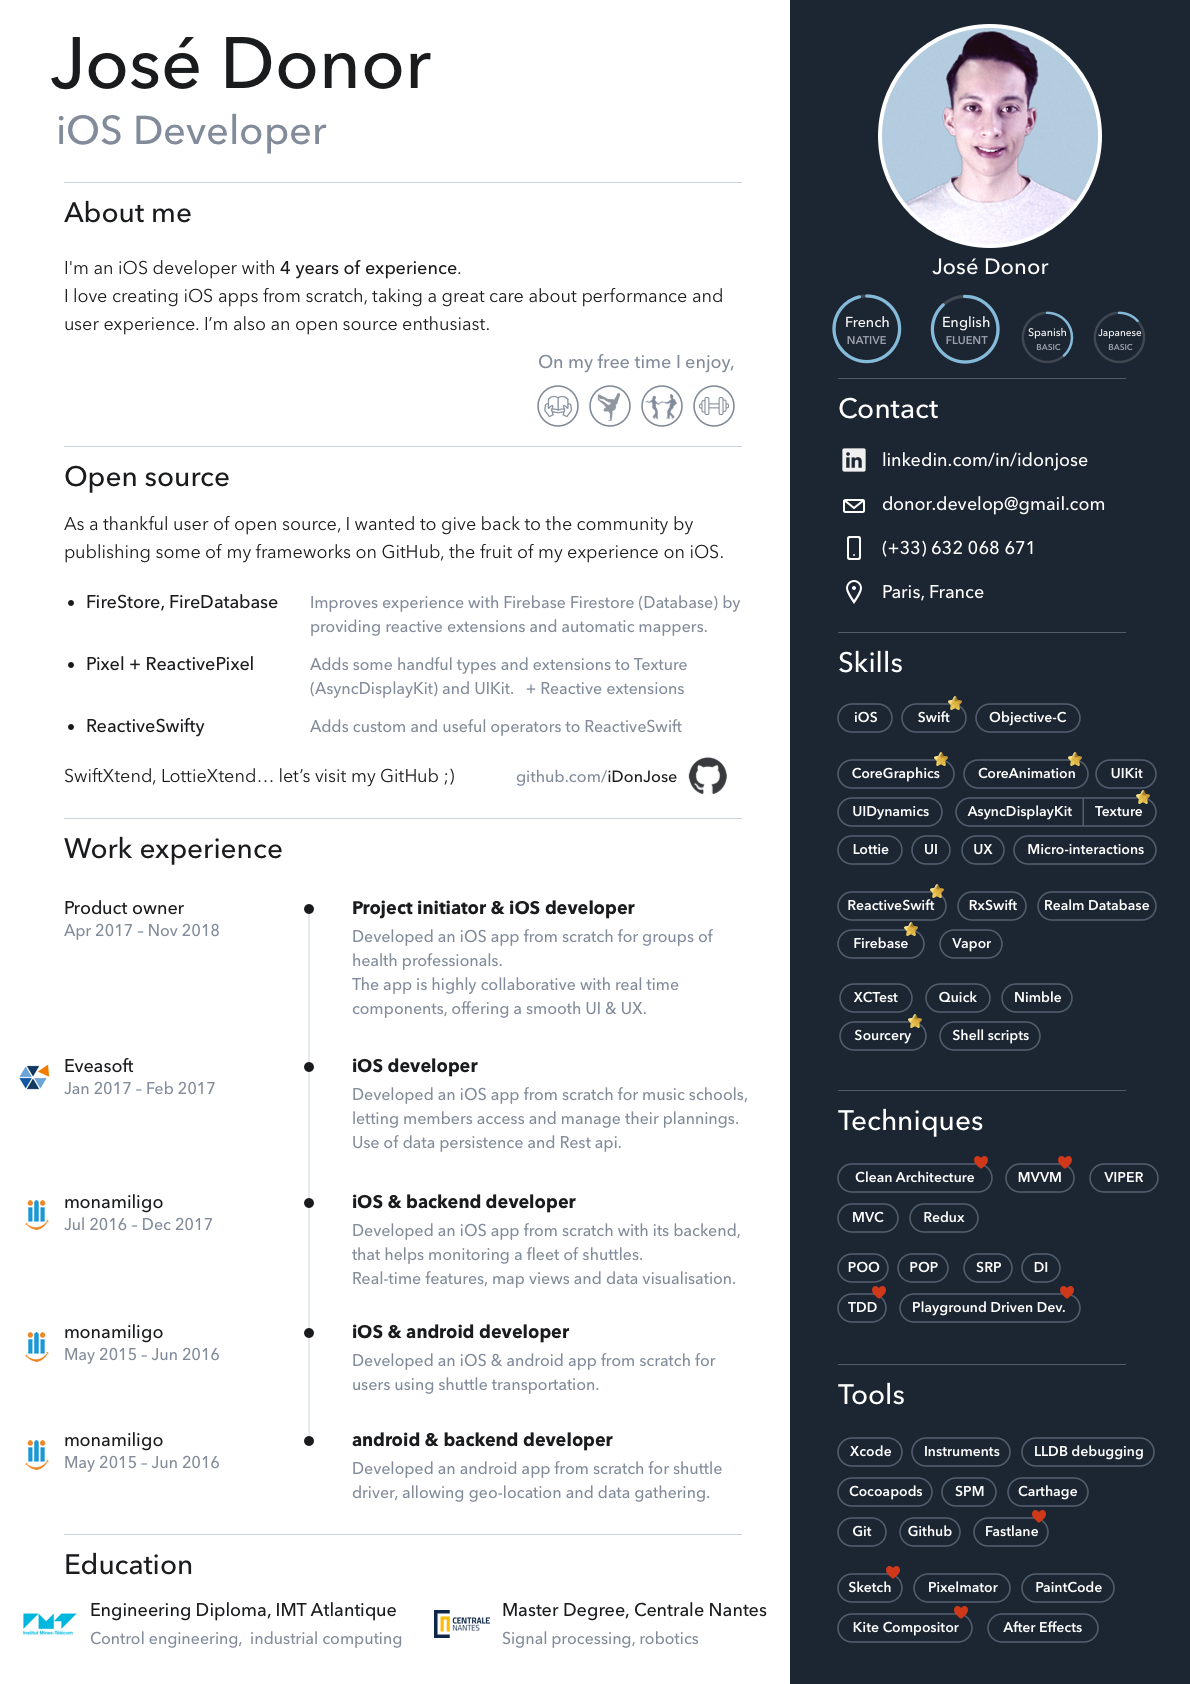 José Donor
iOS Developer
About me
I'm an iOS developer with 4 years of experience.
I love creating iOS apps from scratch, taking a great care about performance and
user experience. I’m also an open source enthusiast.
On my free time I enjoy,
Open source
As a thankful user of open source, I wanted to give back to the community by
publishing some of my frameworks on GitHub, the fruit of my experience on iOS.
• FireStore, FireDatabase
Improves experience with Firebase Firestore (Database) by
providing reactive extensions and automatic mappers.
• Pixel + ReactivePixel
Adds some handful types and extensions to Texture
(AsyncDisplayKit) and UIKit. + Reactive extensions
• ReactiveSwifty
Adds custom and useful operators to ReactiveSwift
SwiftXtend, LottieXtend... let’s visit my GitHub ;)
github.com/iDonJose
Work experience
Product owner
Apr 2017 – Nov 2018
Project initiator & iOS developer
Developed an iOS app from scratch for groups of
health professionals.
The app is highly collaborative with real time
components, offering a smooth UI & UX.
Eveasoft
Jan 2017 – Feb 2017
iOS developer
Developed an iOS app from scratch for music schools,
letting members access and manage their plannings.
Use of data persistence and Rest api.
monamiligo
Jul 2016 – Dec 2017
iOS & backend developer
Developed an iOS app from scratch with its backend,
that helps monitoring a fleet of shuttles.
Real-time features, map views and data visualisation.
monamiligo
May 2015 – Jun 2016
iOS & android developer
Developed an iOS & android app from scratch for
users using shuttle transportation.
monamiligo
May 2015 – Jun 2016
android & backend developer
Developed an android app from scratch for shuttle
driver, allowing geo-location and data gathering.
Education
Institut Mines-Télécom
Engineering Diploma, IMT Atlantique
Control engineering, industrial computing
CENTRALE
NANTES
Master Degree, Centrale Nantes
Signal processing, robotics
José Donor
French
NATIVE
English
FLUENT
Spanish
BASIC
Japanese
BASIC
Contact
linkedin.com/in/idonjose
donor.develop@gmail.com
(+33) 632 068 671
Paris, France
Skills
iOS Swift Objective-C
CoreGraphics CoreAnimation UIKit
UIDynamics AsyncDisplayKit Texture
Lottie UI UX Micro-interactions
ReactiveSwift RxSwift Realm Database
Firebase Vapor
XCTest Quick Nimble
Sourcery Shell scripts
Techniques
Clean Architecture MVVM VIPER
MVC Redux
POO POP SRP DI
TDD Playground Driven Dev.
Tools
Xcode Instruments LLDB debugging
Cocoapods SPM Carthage
Git Github Fastlane
Sketch Pixelmator PaintCode
Kite Compositor After Effects